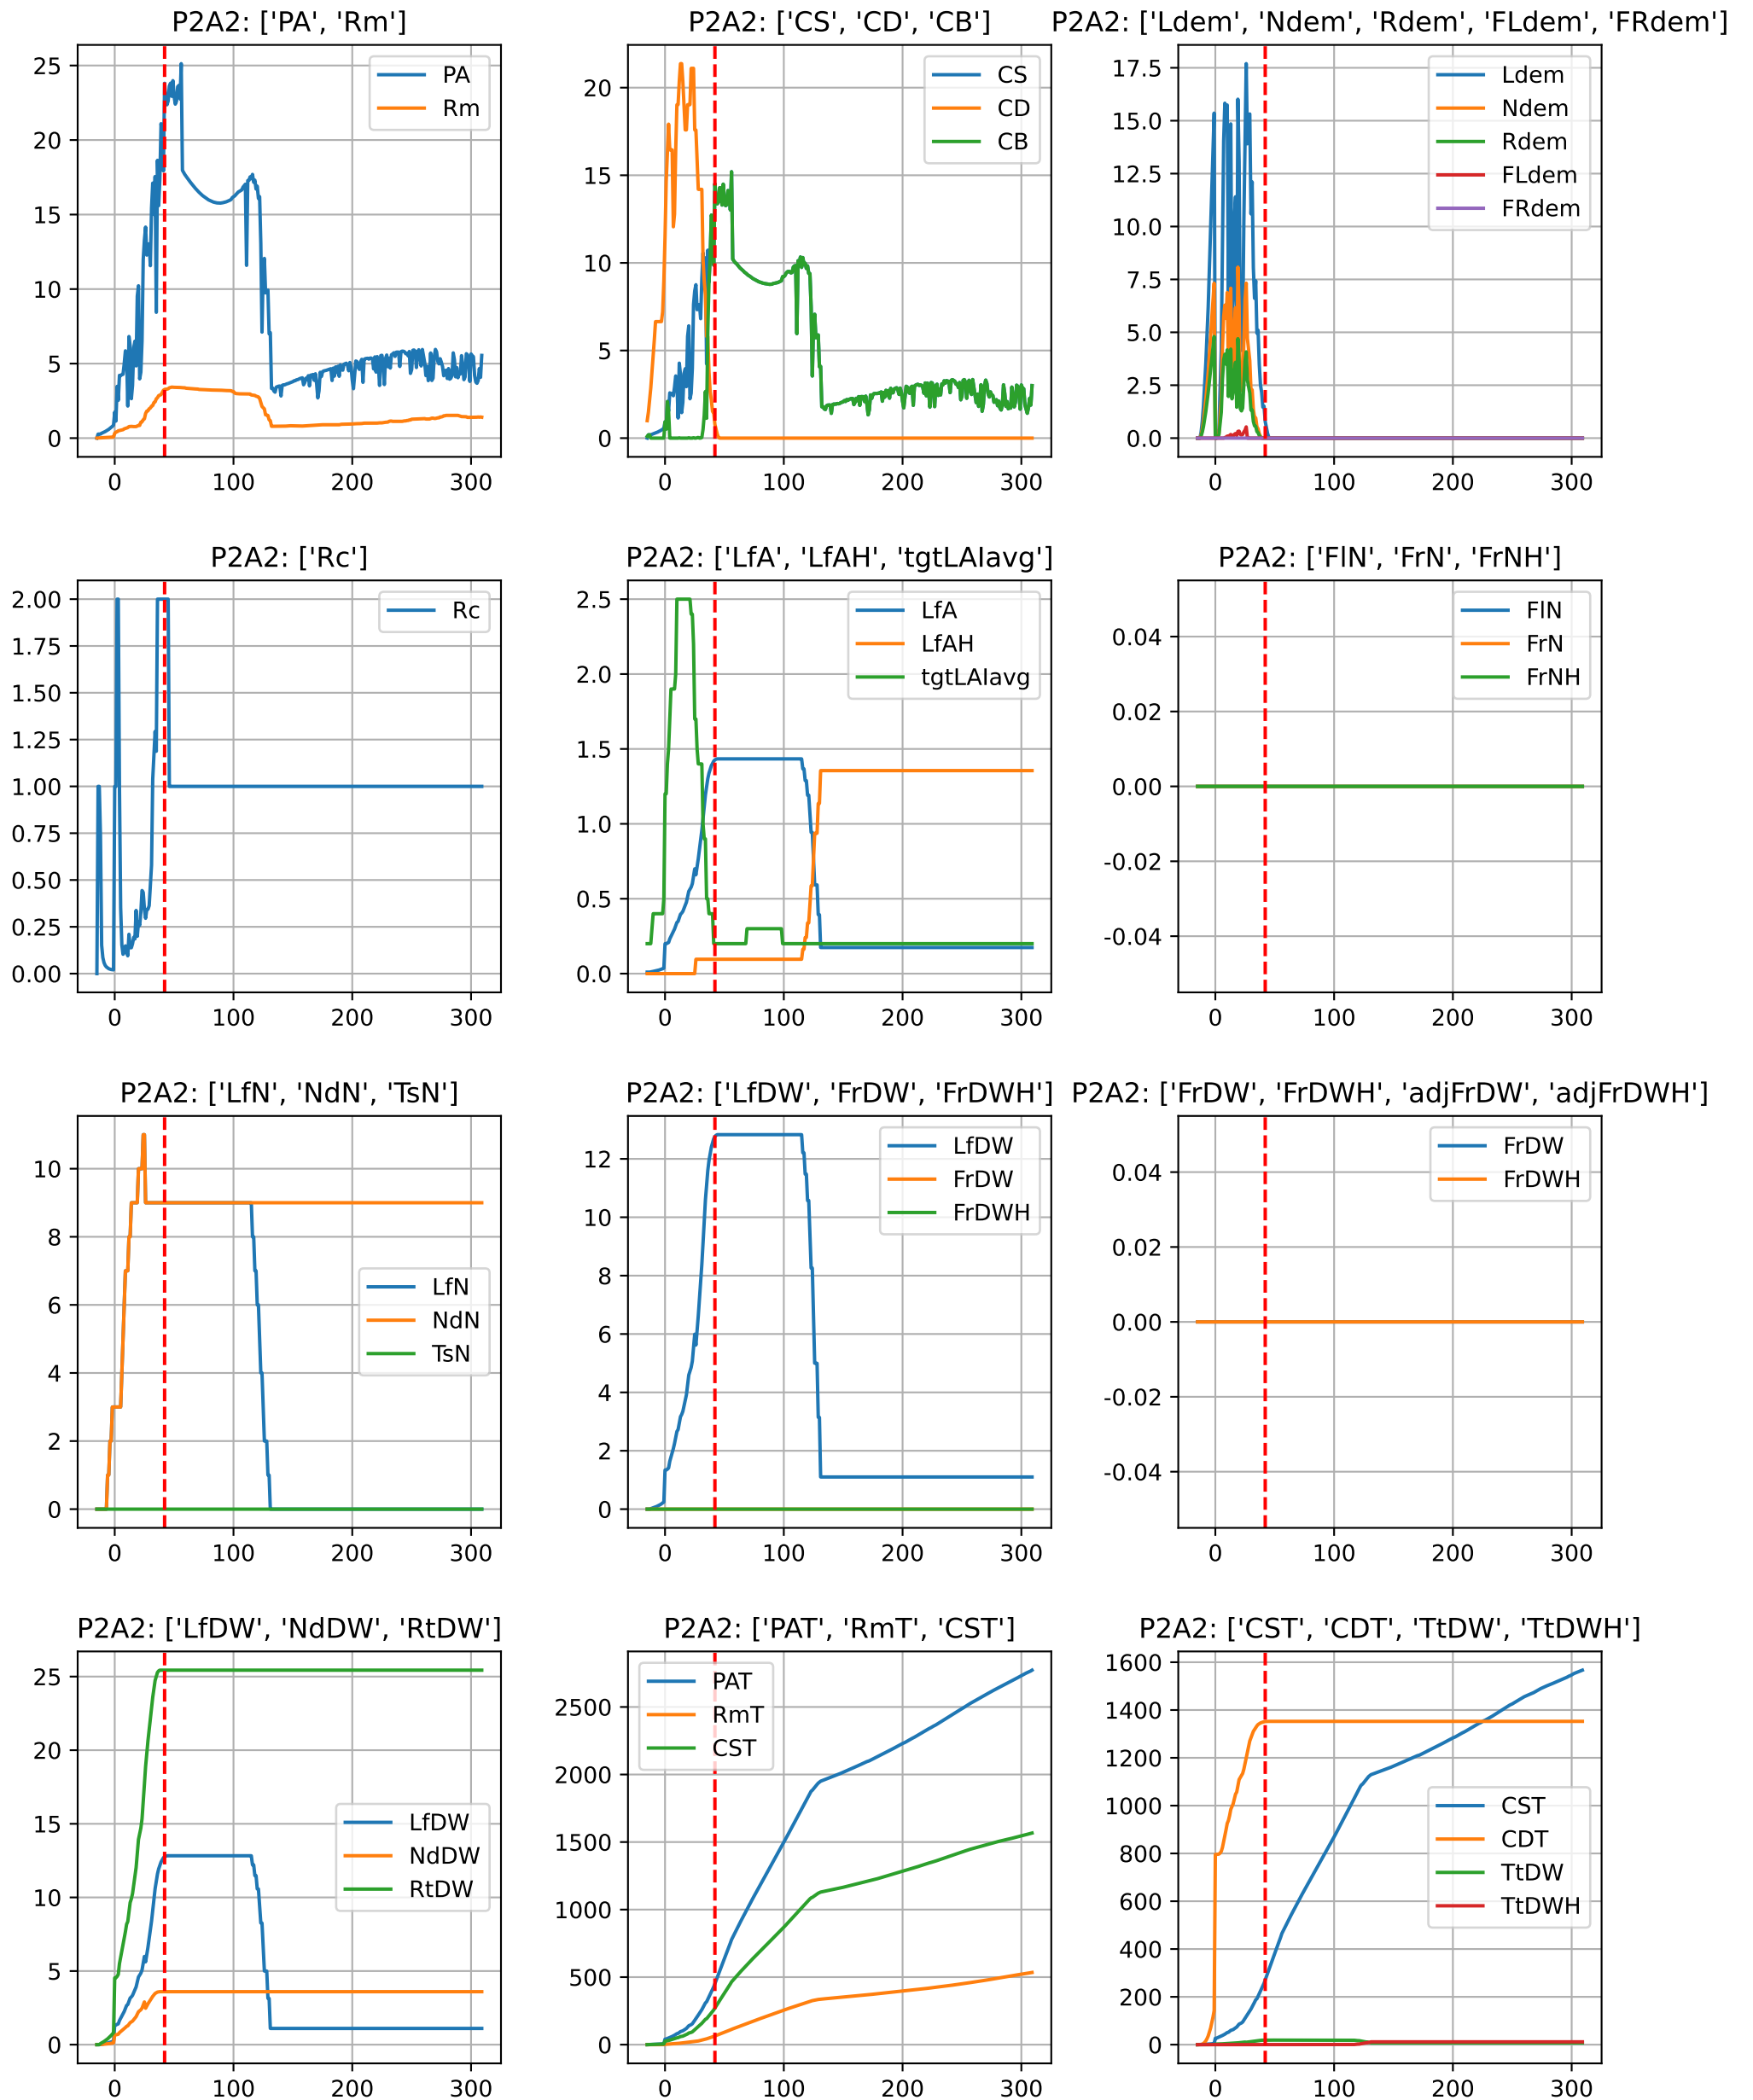 P2A2: ['PA', 'Rm']
25
20
15
10
5
0
0 100 200 300
PA
Rm
P2A2: ['CS', 'CD', 'CB']
20
15
10
5
0
0 100 200 300
CS
CD
CB
P2A2: ['Ldem', 'Ndem', 'Rdem', 'FLdem', 'FRdem']
17.5
15.0
12.5
10.0
7.5
5.0
2.5
0.0
0 100 200 300
Ldem
Ndem
Rdem
FLdem
FRdem
P2A2: ['Rc']
2.00
1.75
1.50
1.25
1.00
0.75
0.50
0.25
0.00
0 100 200 300
Rc
P2A2: ['LfA', 'LfAH', 'tgtLAIavg']
2.5
2.0
1.5
1.0
0.5
0.0
0 100 200 300
LfA
LfAH
tgtLAIavg
P2A2: ['FlN', 'FrN', 'FrNH']
0.04
0.02
0.00
-0.02
-0.04
0 100 200 300
FlN
FrN
FrNH
P2A2: ['LfN', 'NdN', 'TsN']
10
8
6
4
2
0
0 100 200 300
LfN
NdN
TsN
P2A2: ['LfDW', 'FrDW', 'FrDWH']
12
10
8
6
4
2
0
0 100 200 300
LfDW
FrDW
FrDWH
P2A2: ['FrDW', 'FrDWH', 'adjFrDW', 'adjFrDWH']
0.04
0.02
0.00
-0.02
-0.04
0 100 200 300
FrDW
FrDWH
P2A2: ['LfDW', 'NdDW', 'RtDW']
25
20
15
10
5
0
0 100 200 300
LfDW
NdDW
RtDW
P2A2: ['PAT', 'RmT', 'CST']
2500
2000
1500
1000
500
0
0 100 200 300
PAT
RmT
CST
P2A2: ['CST', 'CDT', 'TtDW', 'TtDWH']
1600
1400
1200
1000
800
600
400
200
0
0 100 200 300
CST
CDT
TtDW
TtDWH